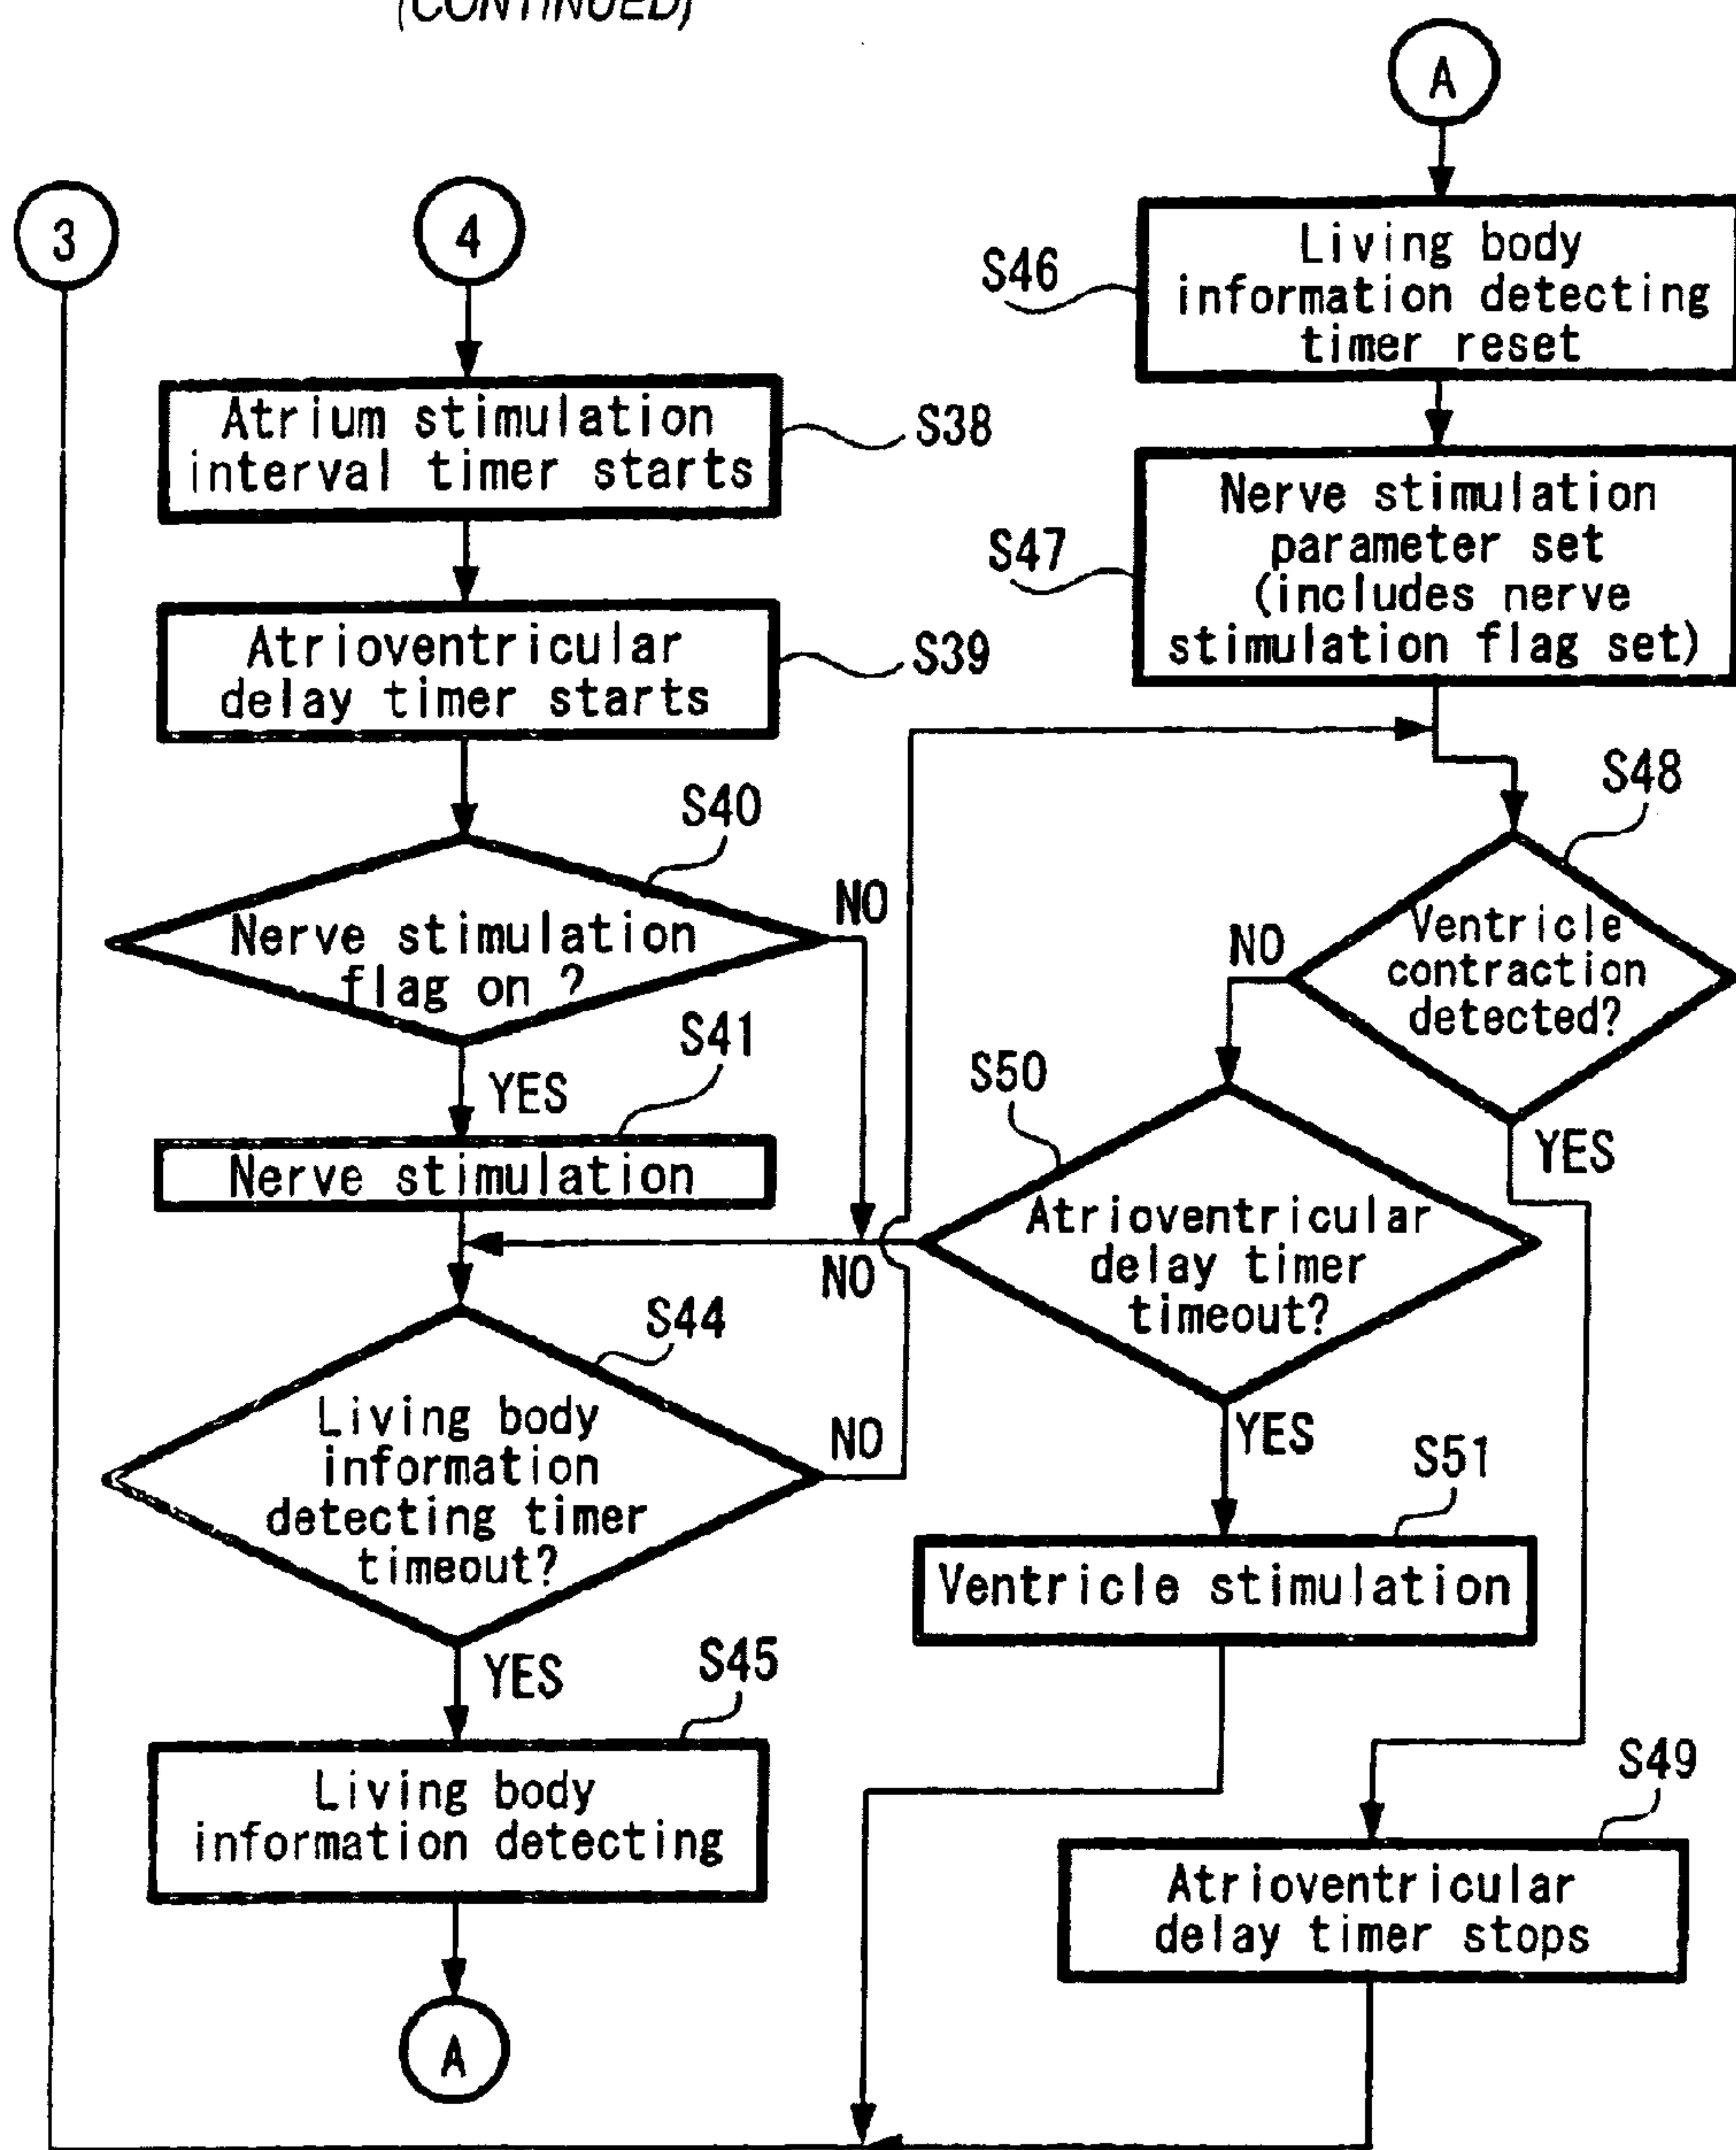 (CONTINUED)
3
4
Atrium stimulation
interval timer starts
S38
Atrioventricular
delay timer starts
S39
S40
Nerve stimulation
flag on ?
NO
YES
S41
Nerve stimulation
S44
Living body
information
detecting timer
timeout?
NO
YES
S45
Living body
information detecting
A
A
S46
Living body
information detecting
timer reset
S47
Nerve stimulation
parameter set
(includes nerve
stimulation flag set)
S48
Ventricle
contraction
detected?
NO
YES
S50
Atrioventricular
delay timer
timeout?
NO
YES
S51
Ventricle stimulation
S49
Atrioventricular
delay timer stops